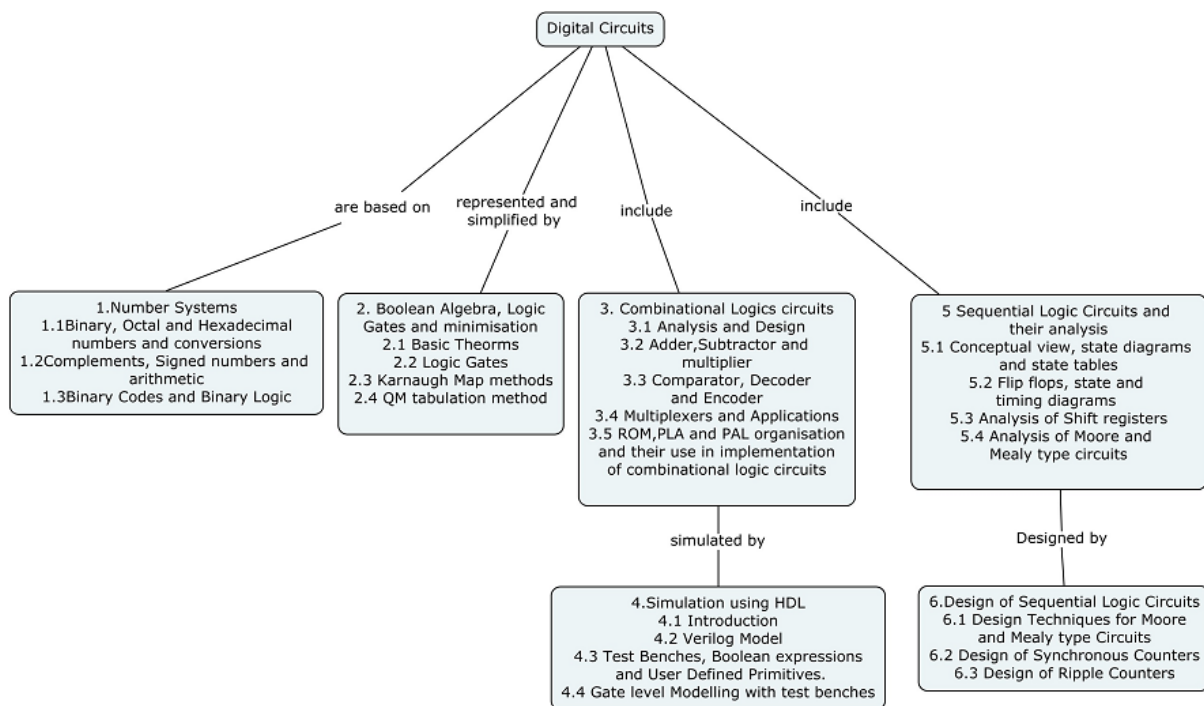 Digital Circuits
are based on
represented and
simplified by
include
include
1.Number Systems
1.1Binary, Octal and Hexadecimal
numbers and conversions
1.2Complements, Signed numbers and
arithmetic
1.3Binary Codes and Binary Logic
2. Boolean Algebra, Logic
Gates and minimisation
2.1 Basic Theorms
2.2 Logic Gates
2.3 Karnaugh Map methods
2.4 QM tabulation method
3. Combinational Logics circuits
3.1 Analysis and Design
3.2 Adder,Subtractor and
multiplier
3.3 Comparator, Decoder
and Encoder
3.4 Multiplexers and Applications
3.5 ROM,PLA and PAL organisation
and their use in implementation
of combinational logic circuits
5 Sequential Logic Circuits and
their analysis
5.1 Conceptual view, state diagrams
and state tables
5.2 Flip flops, state and
timing diagrams
5.3 Analysis of Shift registers
5.4 Analysis of Moore and
Mealy type circuits
simulated by
Designed by
4.Simulation using HDL
4.1 Introduction
4.2 Verilog Model
4.3 Test Benches, Boolean expressions
and User Defined Primitives.
4.4 Gate level Modelling with test benches
6.Design of Sequential Logic Circuits
6.1 Design Techniques for Moore
and Mealy type Circuits
6.2 Design of Synchronous Counters
6.3 Design of Ripple Counters